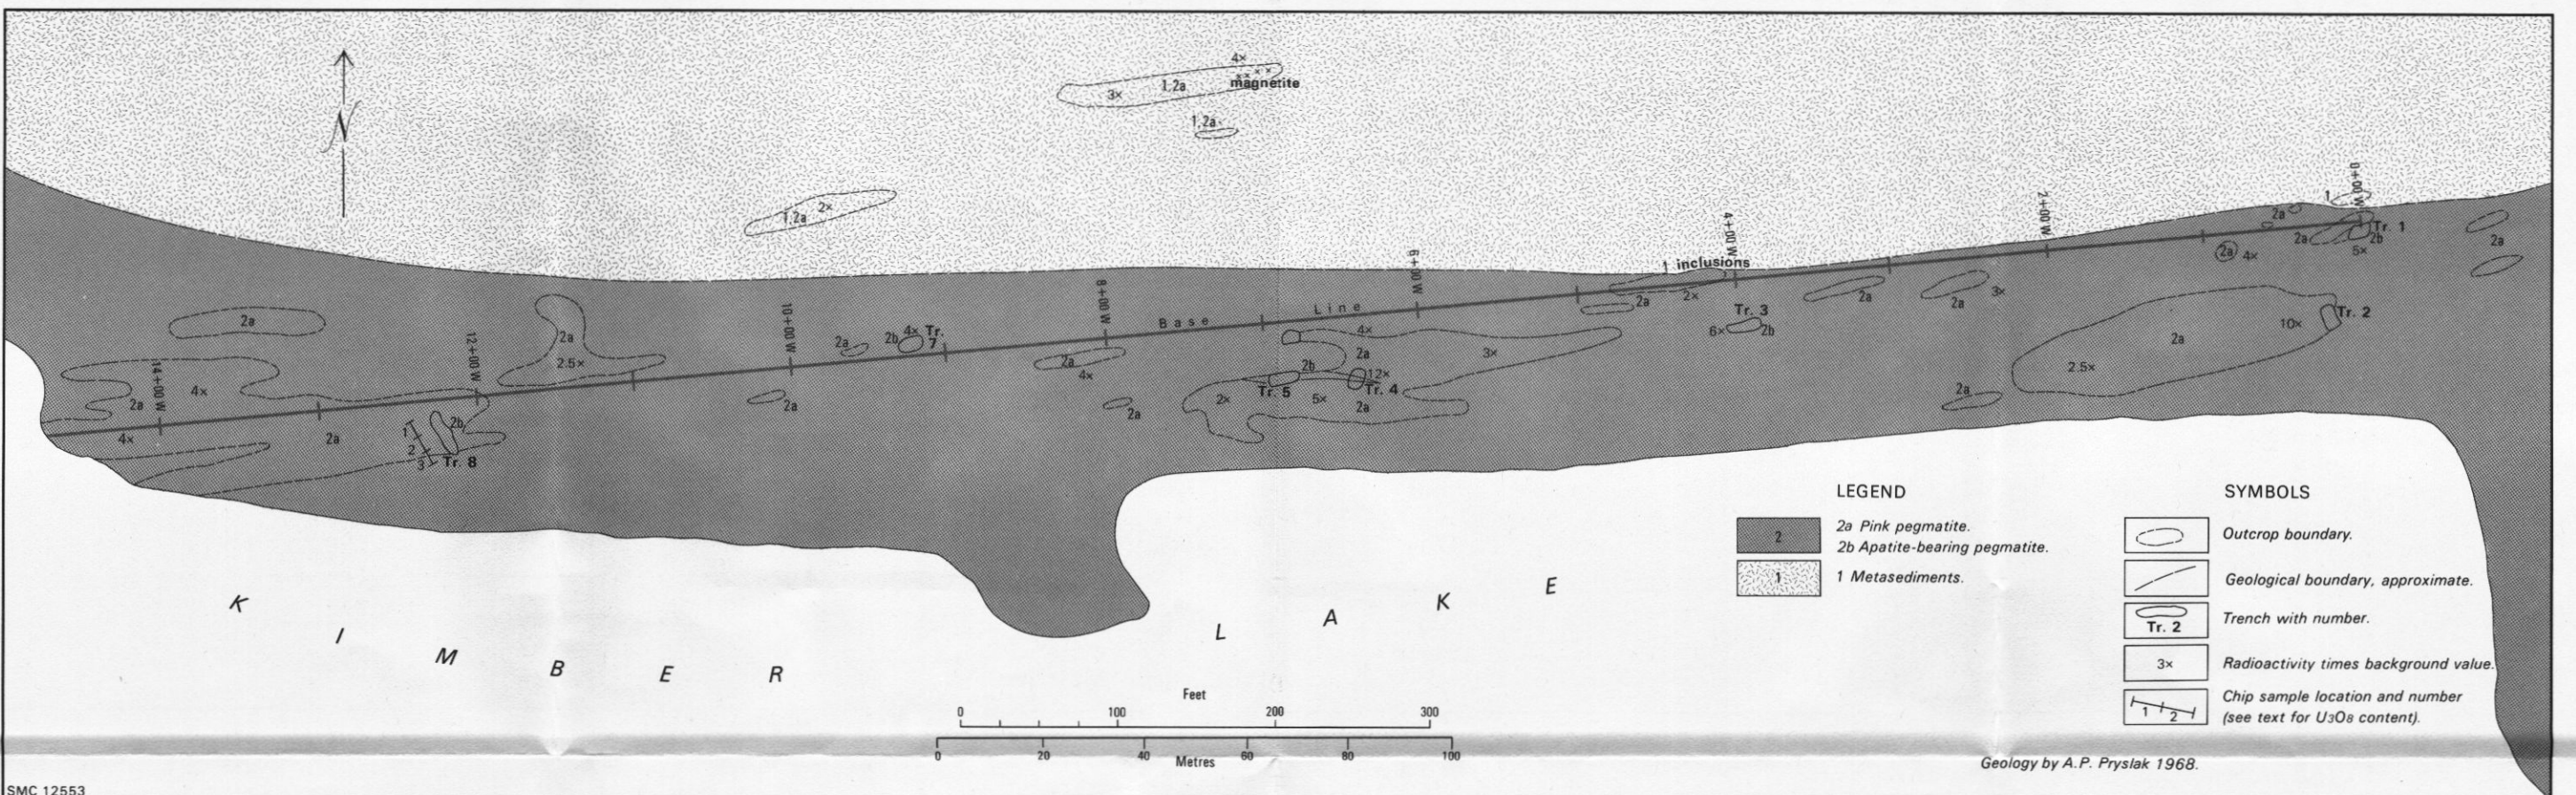 4×
magnetite
3×
1,2a
1,2a
N
1,2a
2×
0+00 W
2+00 W
4+00 W
6+00 W
8+00 W
10+00 W
12+00 W
14+00 W
1
2a
2a
Tr. 1
2b
5×
2a
4×
2a
1 inclusions
2×
2a
2a
2a
3×
Base Line
2a
2a
2.5×
2a
2b
4×
Tr.
7
2a
4×
4×
2a
3×
2b
12×
Tr. 5
Tr. 4
2×
5×
2a
Tr. 3
6×
2b
10×
Tr. 2
2a
2.5×
2a
2a
2a
4×
2a
4×
2a
1
2
3
2b
Tr. 8
KIMBER LAKE
LEGEND
2
2a Pink pegmatite.
2b Apatite-bearing pegmatite.
1
1 Metasediments.
SYMBOLS
Outcrop boundary.
Geological boundary, approximate.
Tr. 2
Trench with number.
3×
Radioactivity times background value.
1 2
Chip sample location and number
(see text for U3O8 content).
Feet
0 100 200 300
0 20 40 60 80 100
Metres
Geology by A.P. Pryslak 1968.
SMC 12553